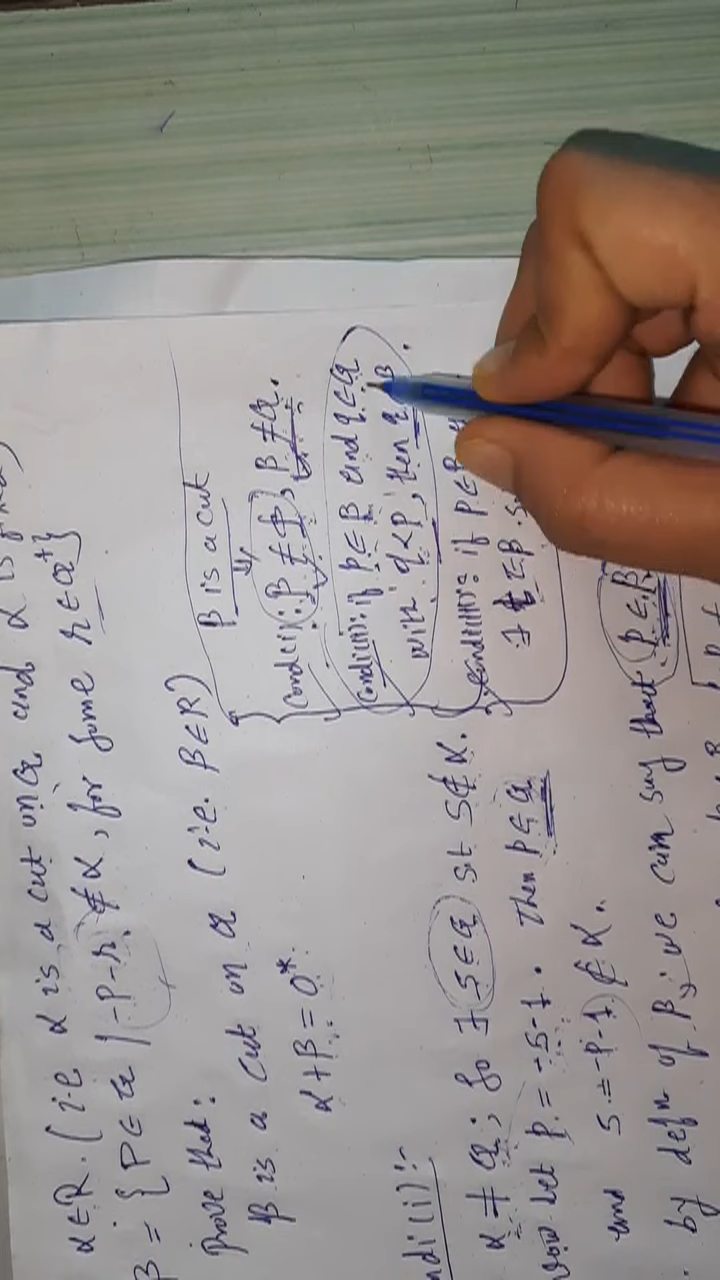 α∈R. (i.e α is a cut on Q and α is fixed)
β = {P∈Q | -P-r ∉ α, for some r∈Q⁺}
Prove that:
β is a cut on Q (i.e. β∈R)
α+β = 0*.
β is a cut
⇓
Condi(i): β ≠ φ, β ≠ Q.
Condi(ii): if p∈β and q∈Q
with q<P, then q β.
Condi(iii): if P∈β
∃ t∈β
ndi(i):-
α ≠ Q; So ∃ s∈Q st s∉α.
Now let P = -s-1. Then p∈Q
and s = -P-1 ∉ α.
by defn of β, we can say that p∈β